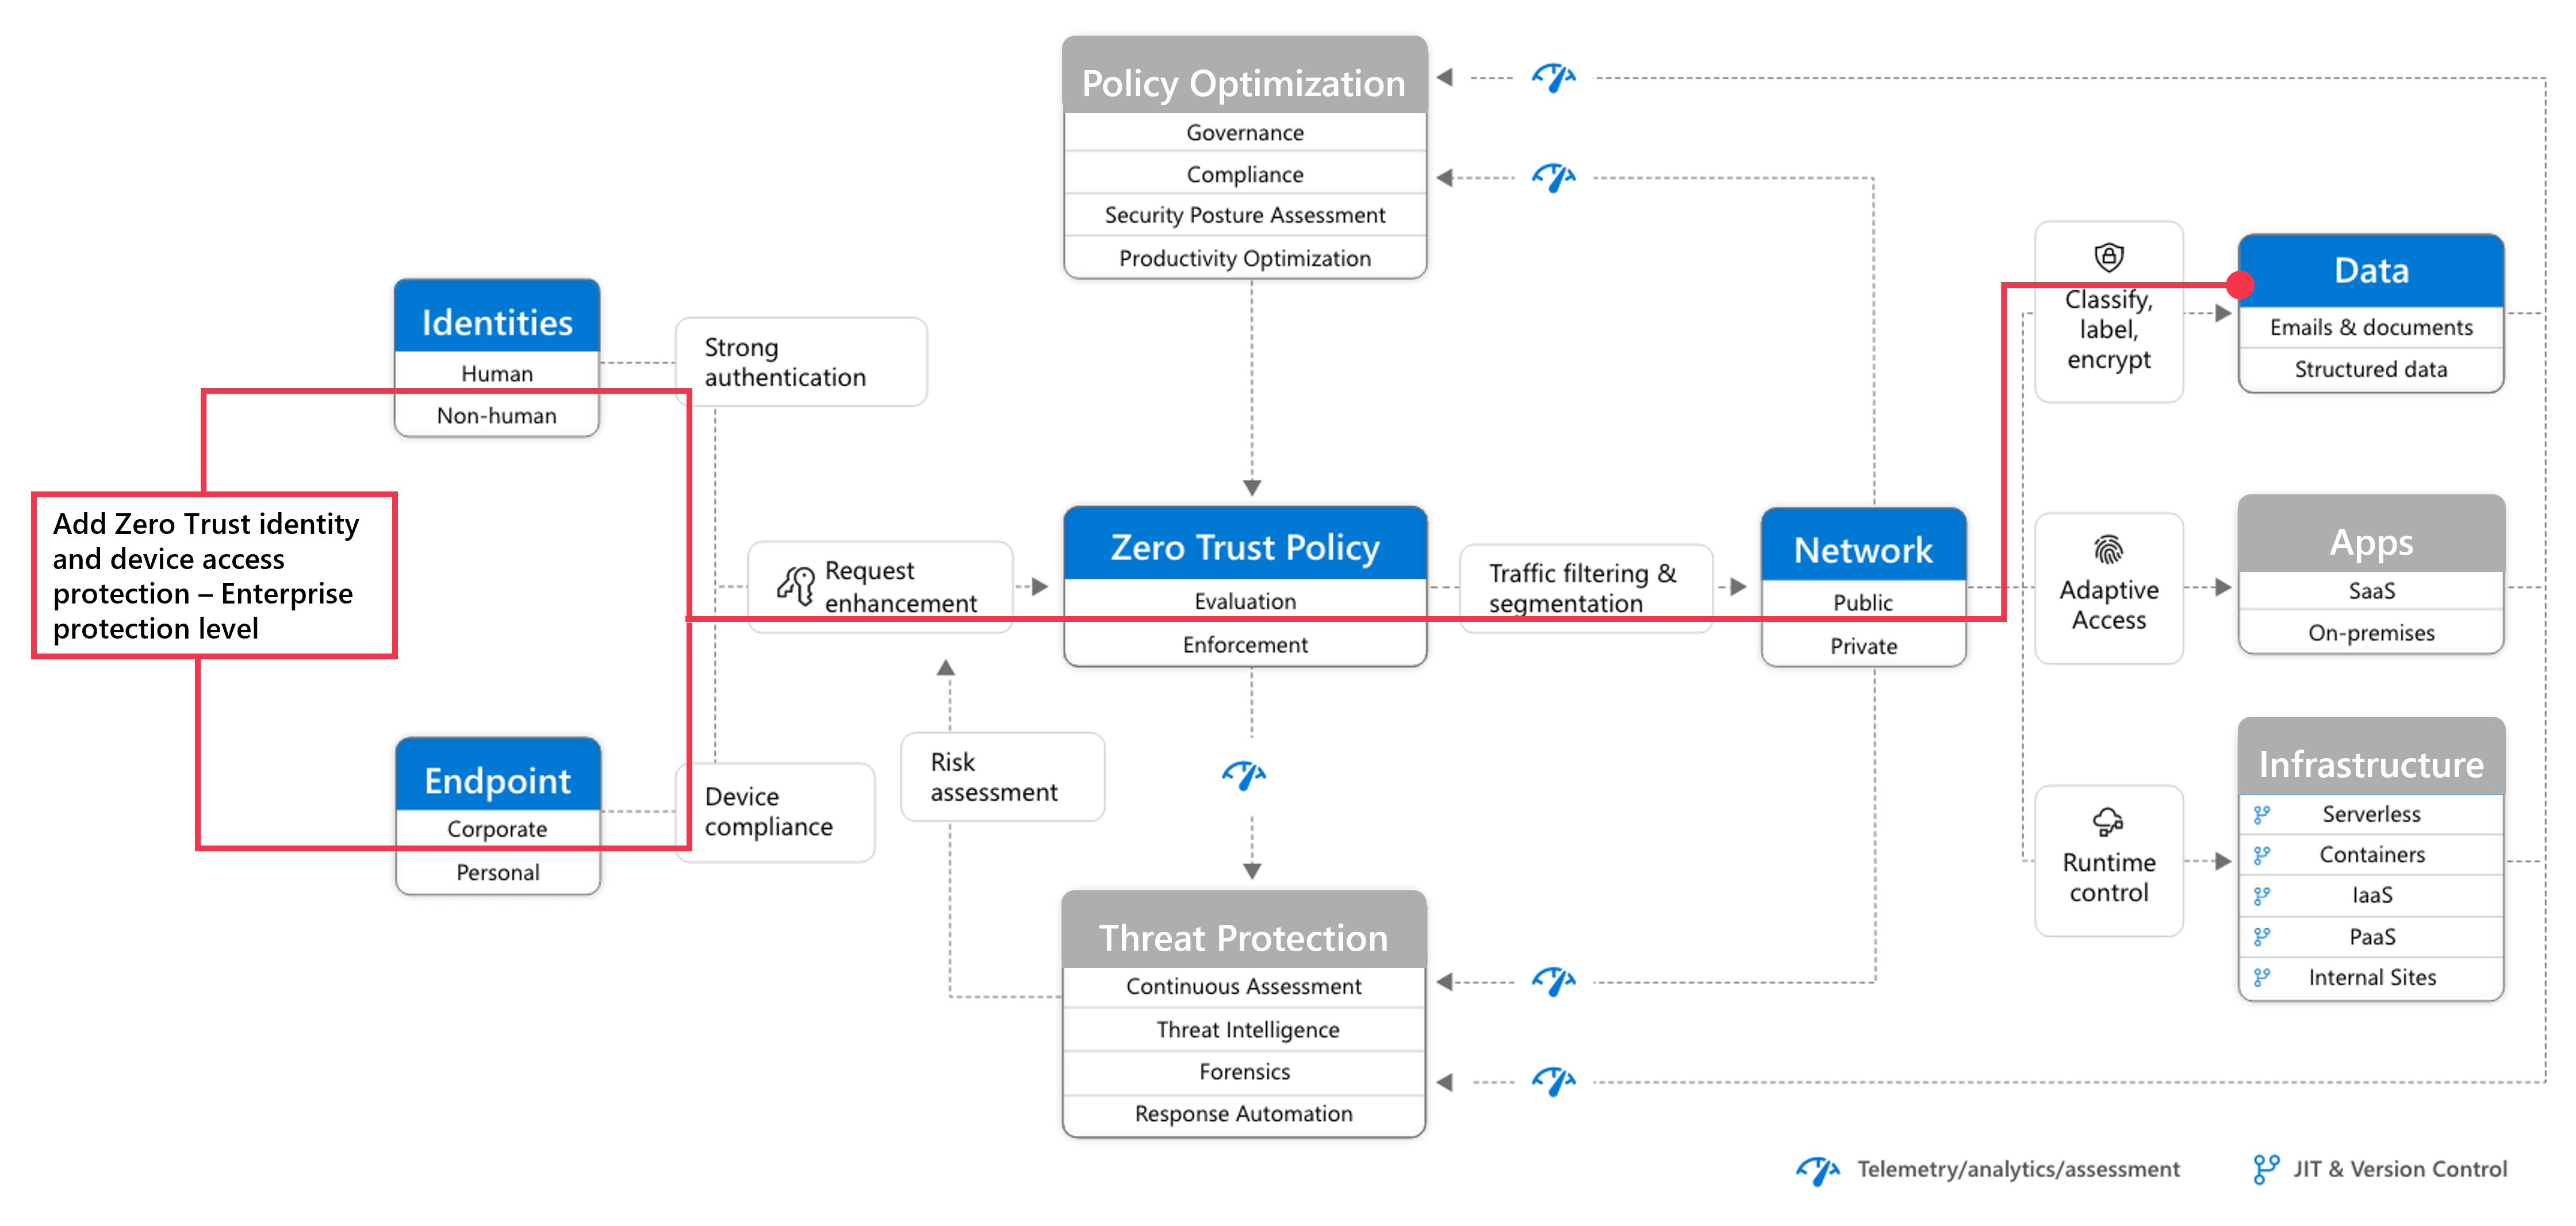 Policy Optimization
Governance
Compliance
Security Posture Assessment
Productivity Optimization
Identities
Human
Non-human
Strong
authentication
Add Zero Trust identity
and device access
protection – Enterprise
protection level
Endpoint
Corporate
Personal
Device
compliance
Request
enhancement
Risk
assessment
Zero Trust Policy
Evaluation
Enforcement
Traffic filtering &
segmentation
Network
Public
Private
Threat Protection
Continuous Assessment
Threat Intelligence
Forensics
Response Automation
Classify,
label,
encrypt
Data
Emails & documents
Structured data
Adaptive
Access
Apps
SaaS
On-premises
Runtime
control
Infrastructure
Serverless
Containers
IaaS
PaaS
Internal Sites
Telemetry/analytics/assessment
JIT & Version Control